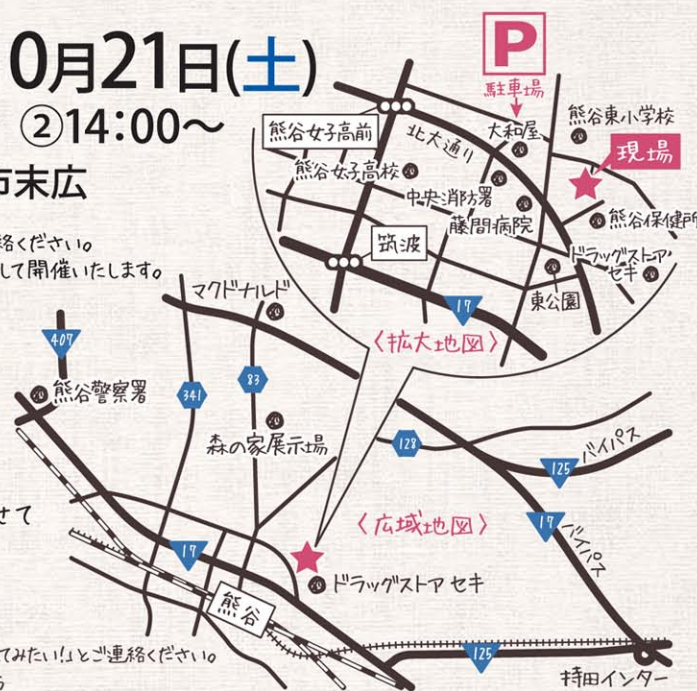 0月21日(土)
②14:00～
市末広
絡ください。
して開催いたします。
P
駐車場
熊谷東小学校
大和屋
北大通り
現場
熊谷女子高前
熊谷女子高校
中央消防署
藤間病院
熊谷保健所
筑波
ドラッグストア
セキ
東公園
17
〈拡大地図〉
マクドナルド
407
熊谷警察署
341
83
森の家展示場
128
バイパス
125
17
バイパス
〈広域地図〉
せて
17
ドラッグストア セキ
熊谷
てみたい!」とご連絡ください。
125
持田インター